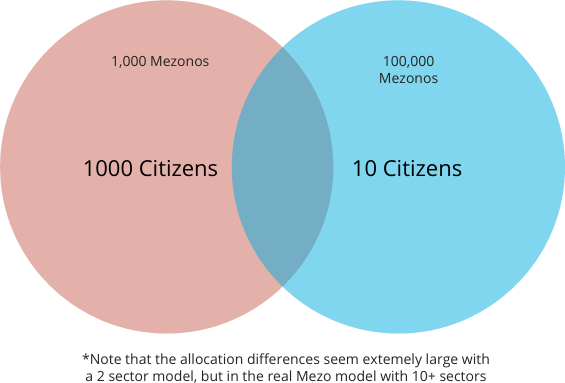 1,000 Mezonos
100,000
Mezonos
1000 Citizens
10 Citizens
*Note that the allocation differences seem extemely large with
a 2 sector model, but in the real Mezo model with 10+ sectors